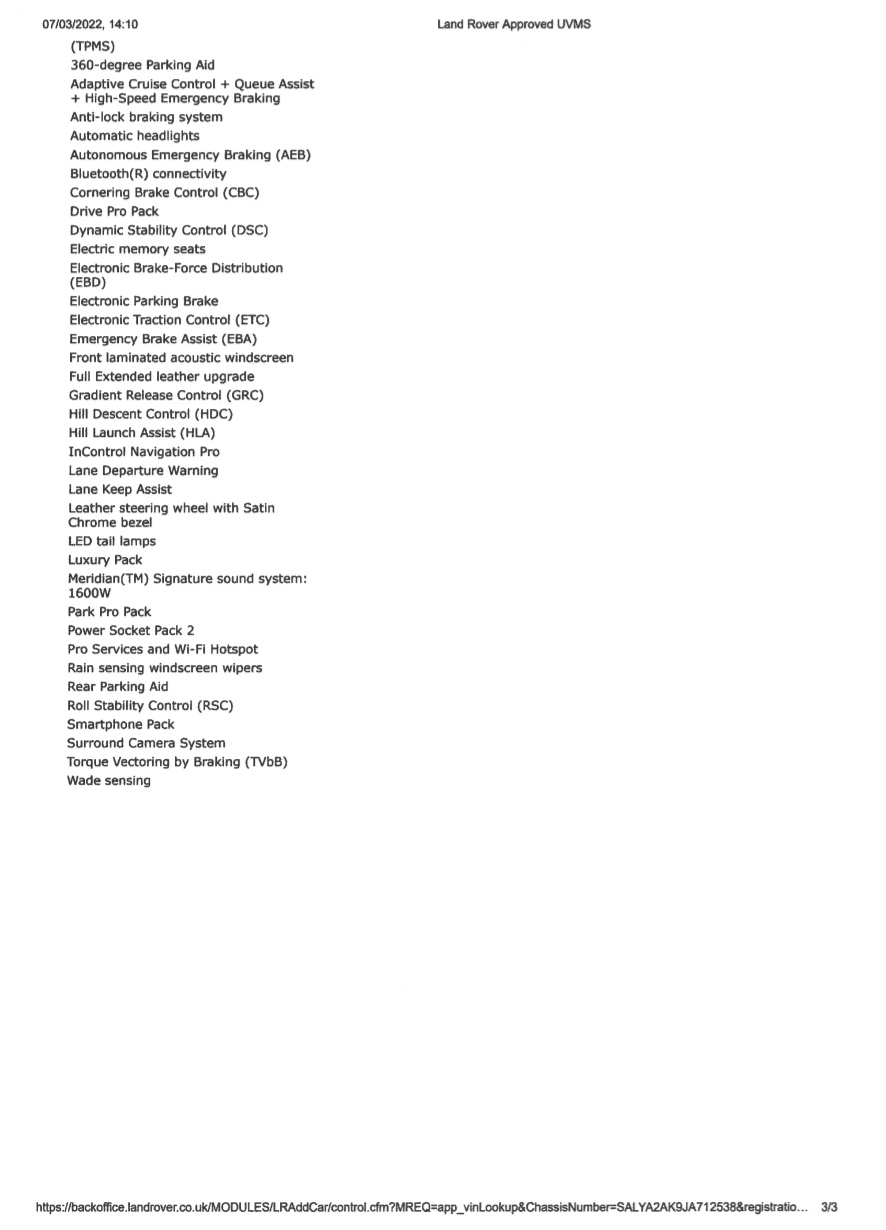 07/03/2022, 14:10
Land Rover Approved UVMS
(TPMS)
360-degree Parking Aid
Adaptive Cruise Control + Queue Assist
+ High-Speed Emergency Braking
Anti-lock braking system
Automatic headlights
Autonomous Emergency Braking (AEB)
Bluetooth(R) connectivity
Cornering Brake Control (CBC)
Drive Pro Pack
Dynamic Stability Control (DSC)
Electric memory seats
Electronic Brake-Force Distribution
(EBD)
Electronic Parking Brake
Electronic Traction Control (ETC)
Emergency Brake Assist (EBA)
Front laminated acoustic windscreen
Full Extended leather upgrade
Gradient Release Control (GRC)
Hill Descent Control (HDC)
Hill Launch Assist (HLA)
InControl Navigation Pro
Lane Departure Warning
Lane Keep Assist
Leather steering wheel with Satin
Chrome bezel
LED tail lamps
Luxury Pack
Meridian(TM) Signature sound system:
1600W
Park Pro Pack
Power Socket Pack 2
Pro Services and Wi-Fi Hotspot
Rain sensing windscreen wipers
Rear Parking Aid
Roll Stability Control (RSC)
Smartphone Pack
Surround Camera System
Torque Vectoring by Braking (TVbB)
Wade sensing
https://backoffice.landrover.co.uk/MODULES/LRAddCar/control.cfm?MREQ=app_vinLookup&ChassisNumber=SALYA2AK9JA712538&registratio... 3/3